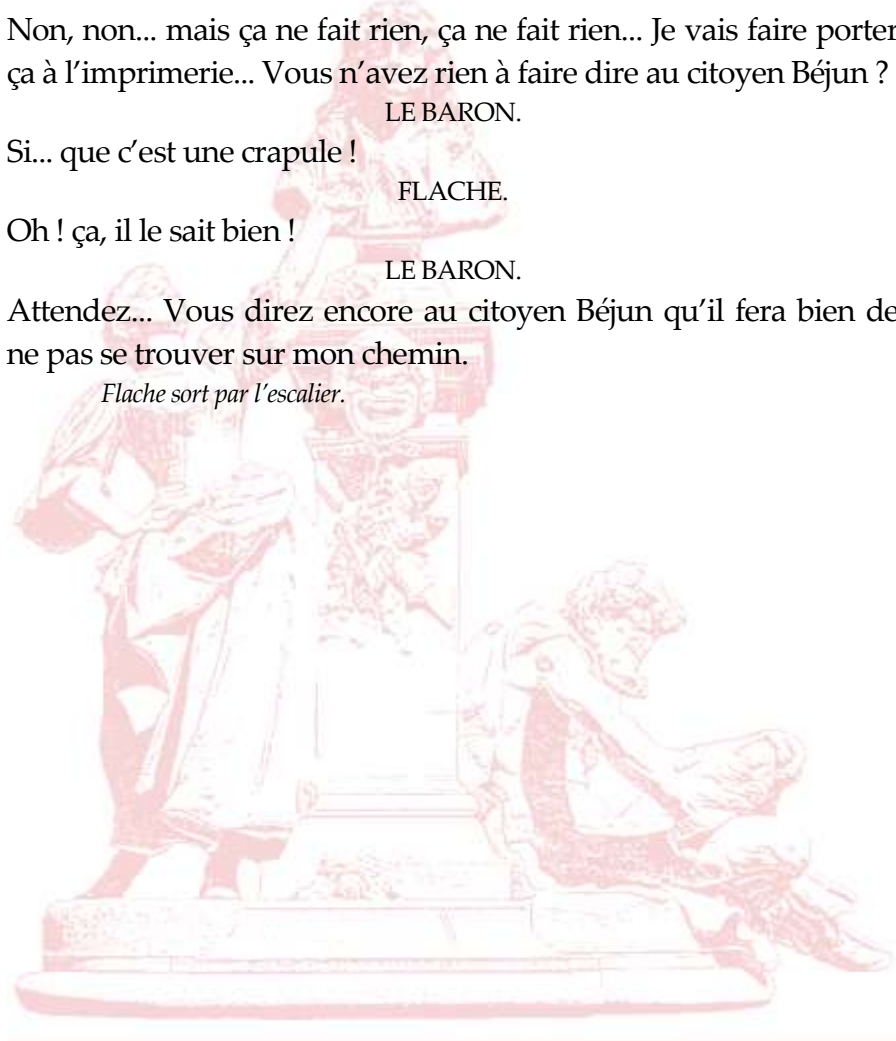 Non, non... mais ça ne fait rien, ça ne fait rien... Je vais faire porter
ça à l’imprimerie... Vous n’avez rien à faire dire au citoyen Béjun ?
LE BARON.
Si... que c’est une crapule !
FLACHE.
Oh ! ça, il le sait bien !
LE BARON.
Attendez... Vous direz encore au citoyen Béjun qu’il fera bien de
ne pas se trouver sur mon chemin.
Flache sort par l’escalier.